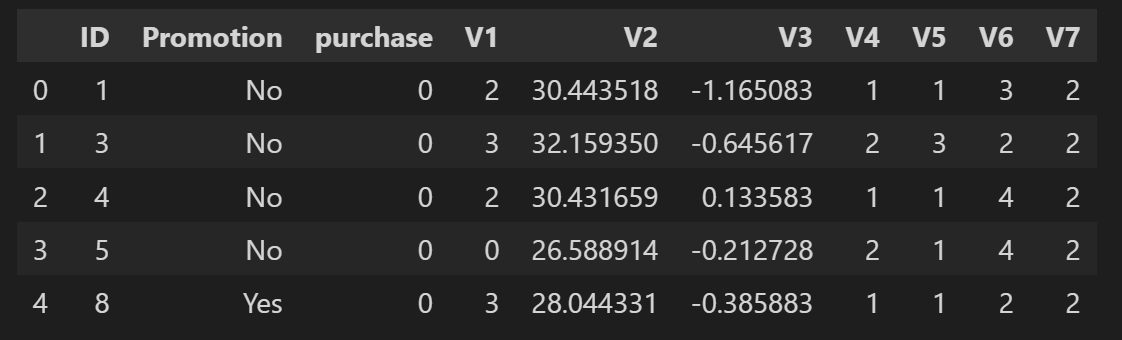 ID Promotion purchase V1 V2 V3 V4 V5 V6 V7
0 1 No 0 2 30.443518 -1.165083 1 1 3 2
1 3 No 0 3 32.159350 -0.645617 2 3 2 2
2 4 No 0 2 30.431659 0.133583 1 1 4 2
3 5 No 0 0 26.588914 -0.212728 2 1 4 2
4 8 Yes 0 3 28.044331 -0.385883 1 1 2 2